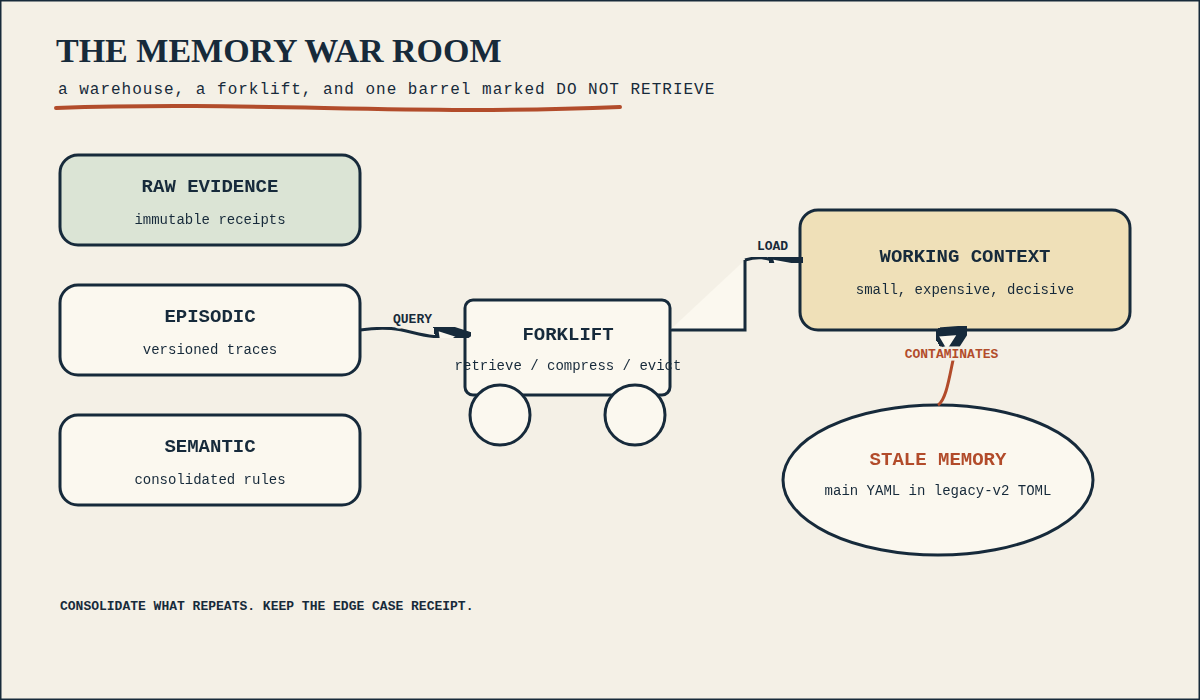 THE MEMORY WAR ROOM
a warehouse, a forklift, and one barrel marked DO NOT RETRIEVE
RAW EVIDENCE
immutable receipts
EPISODIC
versioned traces
SEMANTIC
consolidated rules
QUERY
FORKLIFT
retrieve / compress / evict
LOAD
WORKING CONTEXT
small, expensive, decisive
CONTAMINATES
STALE MEMORY
main YAML in legacy-v2 TOML
CONSOLIDATE WHAT REPEATS. KEEP THE EDGE CASE RECEIPT.